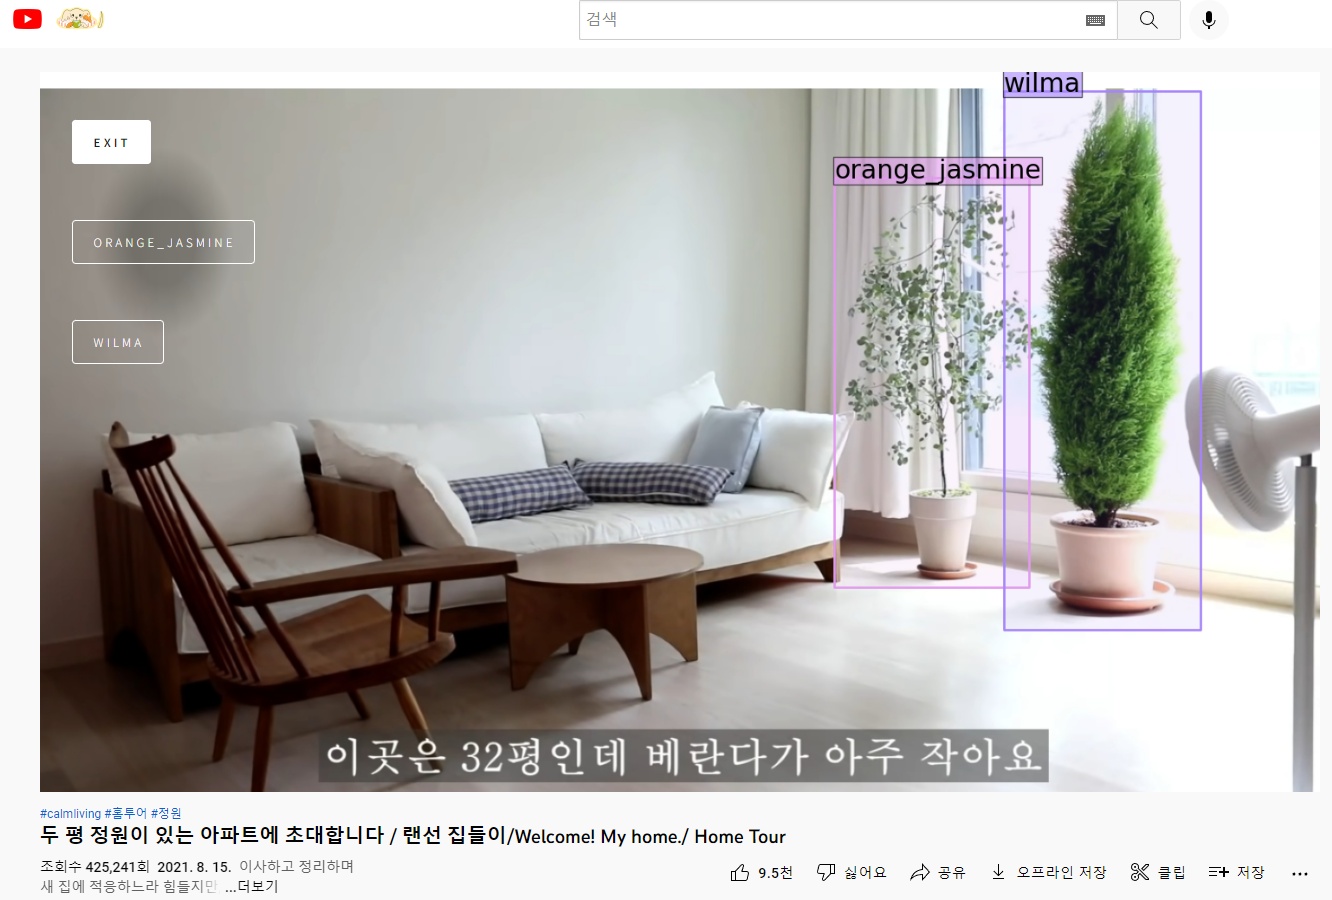 검색
wilma
EXIT
orange_jasmine
ORANGE_JASMINE
WILMA
이곳은 32평인데 베란다가 아주 작아요
#calmliving #홈투어 #정원
두 평 정원이 있는 아파트에 초대합니다 / 랜선 집들이/Welcome! My home./ Home Tour
조회수 425,241회 2021. 8. 15. 이사하고 정리하며
새 집에 적응하느라 힘들지만 ...더보기
9.5천 싫어요 공유 오프라인 저장 클립 저장